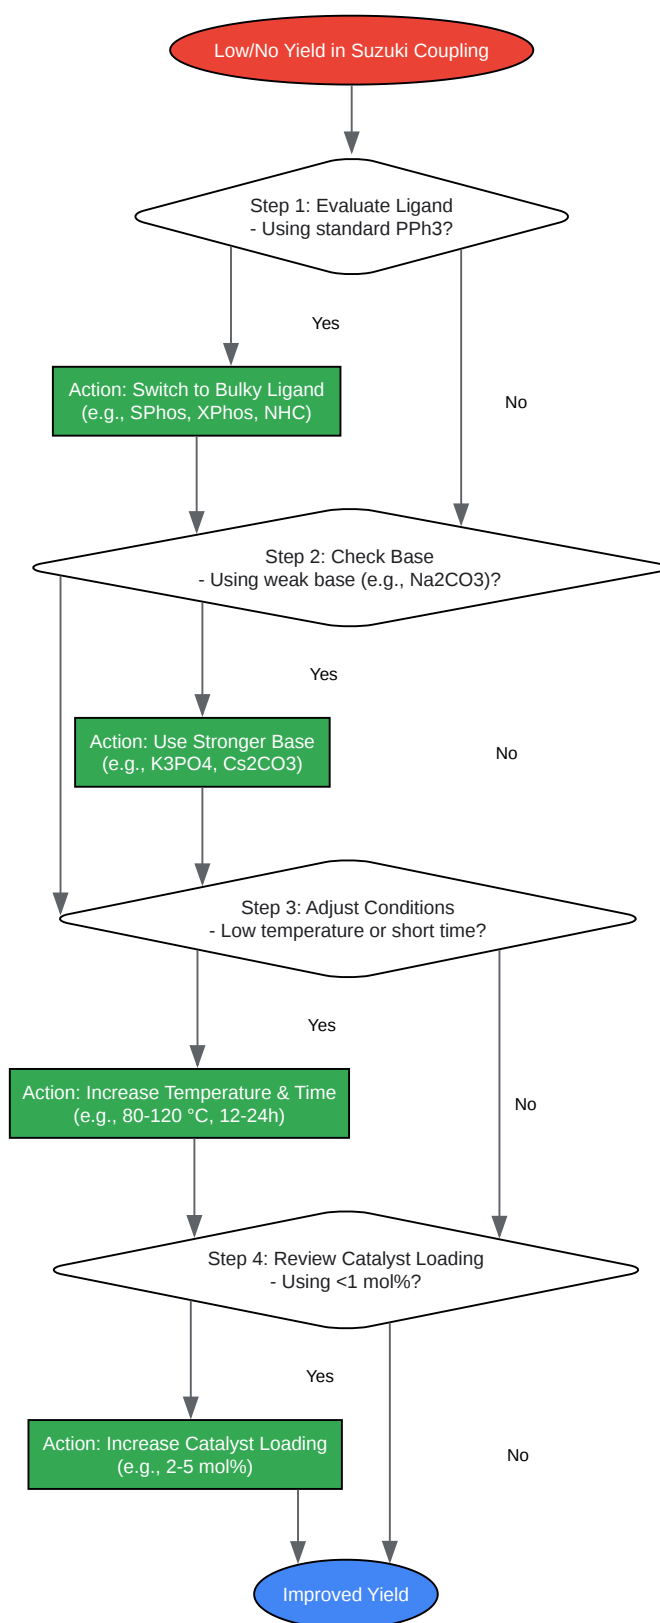 Low/No Yield in Suzuki Coupling
Step 1: Evaluate Ligand
- Using standard PPh3?
Yes
Action: Switch to Bulky Ligand
(e.g., SPhos, XPhos, NHC)
No
Step 2: Check Base
- Using weak base (e.g., Na2CO3)?
Yes
Action: Use Stronger Base
(e.g., K3PO4, Cs2CO3)
No
Step 3: Adjust Conditions
- Low temperature or short time?
Yes
Action: Increase Temperature & Time
(e.g., 80-120 °C, 12-24h)
No
Step 4: Review Catalyst Loading
- Using <1 mol%?
Yes
Action: Increase Catalyst Loading
(e.g., 2-5 mol%)
No
Improved Yield